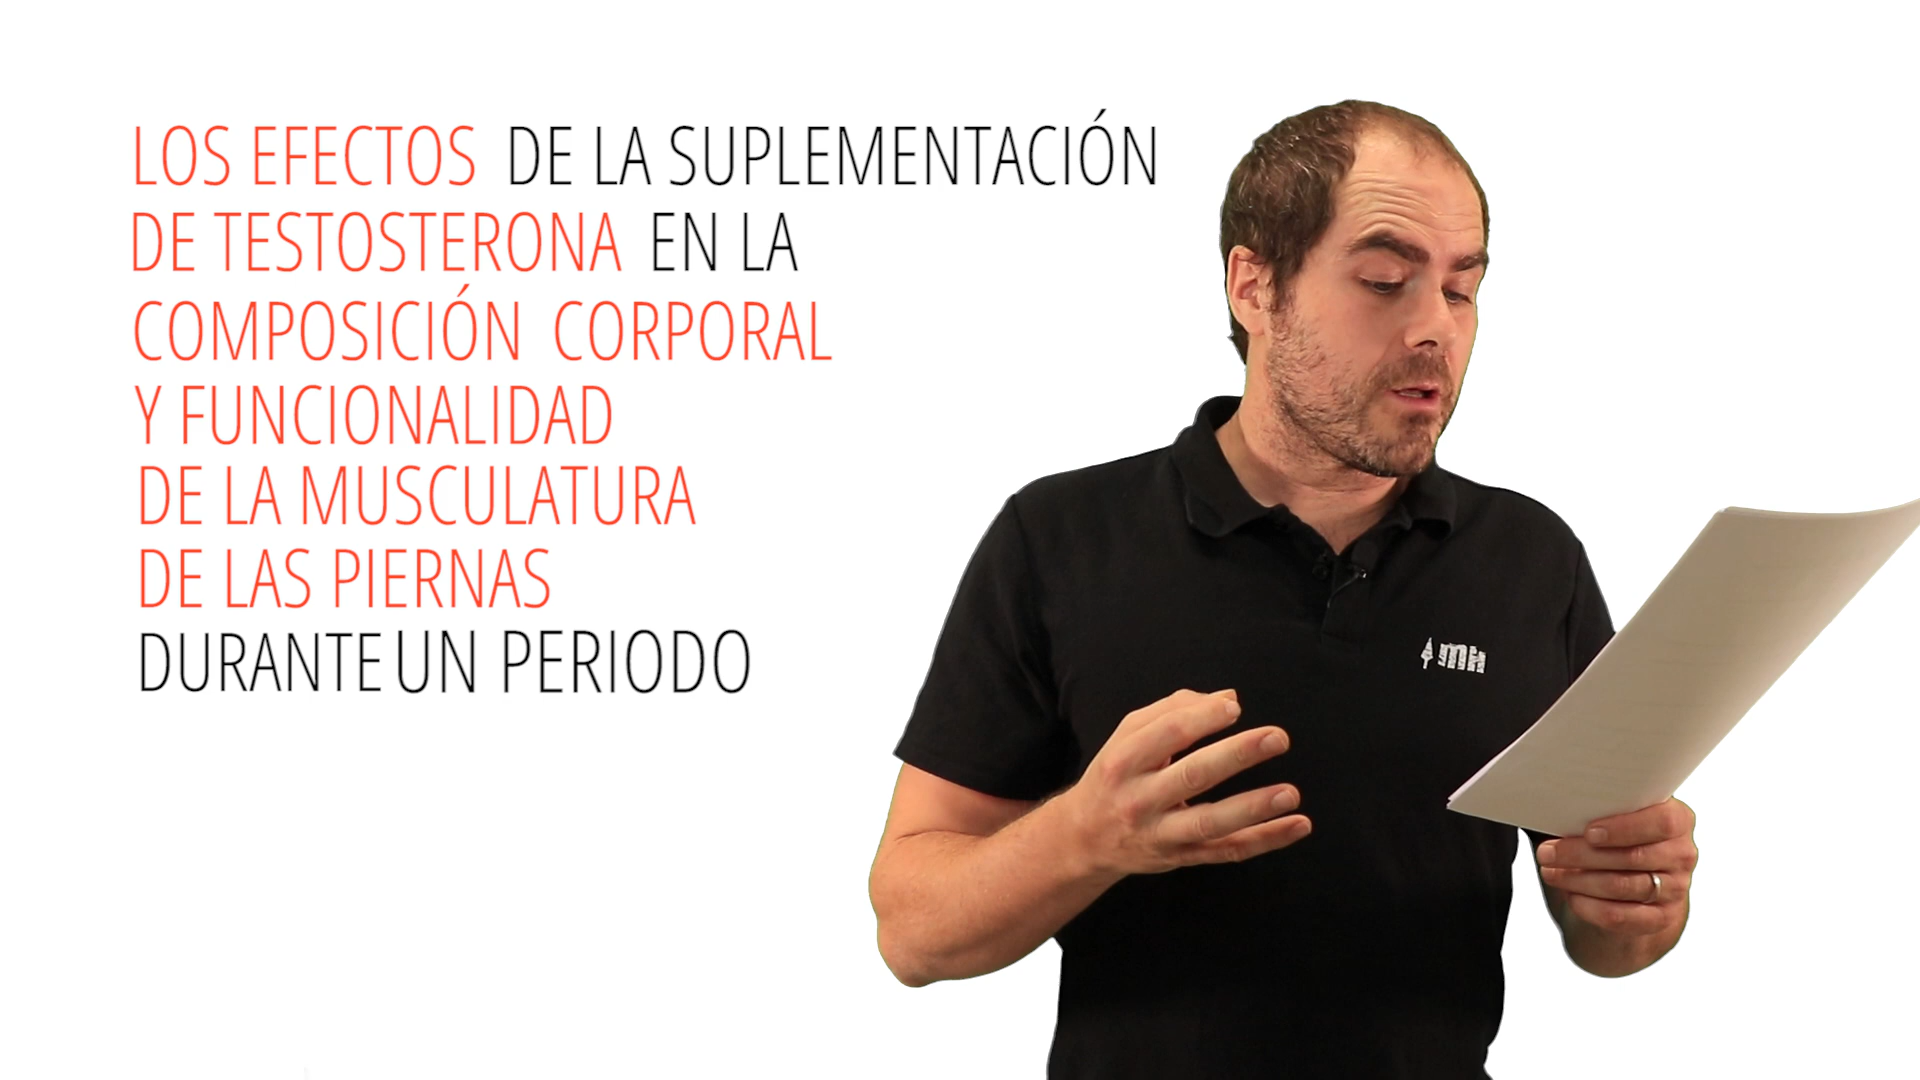 LOS EFECTOS DE LA SUPLEMENTACIÓN
DE TESTOSTERONA EN LA
COMPOSICIÓN CORPORAL
Y FUNCIONALIDAD
DE LA MUSCULATURA
DE LAS PIERNAS
DURANTE UN PERIODO
MH